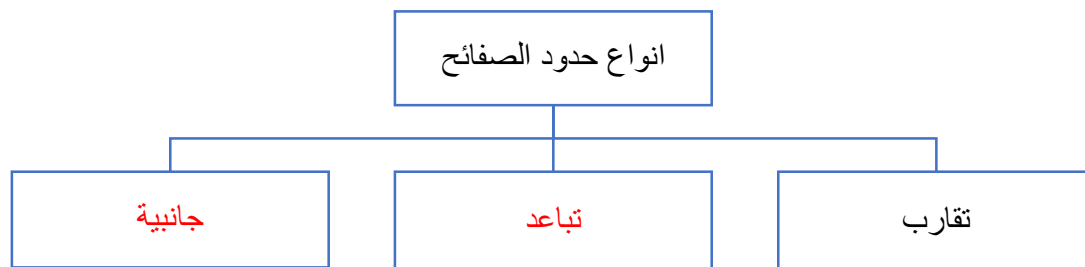 انواع حدود الصفائح
تقارب
تباعد
جانبية